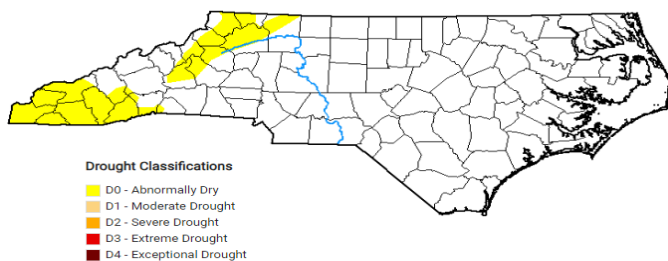 Drought Classifications
D0 - Abnormally Dry
D1 - Moderate Drought
D2 - Severe Drought
D3 - Extreme Drought
D4 - Exceptional Drought